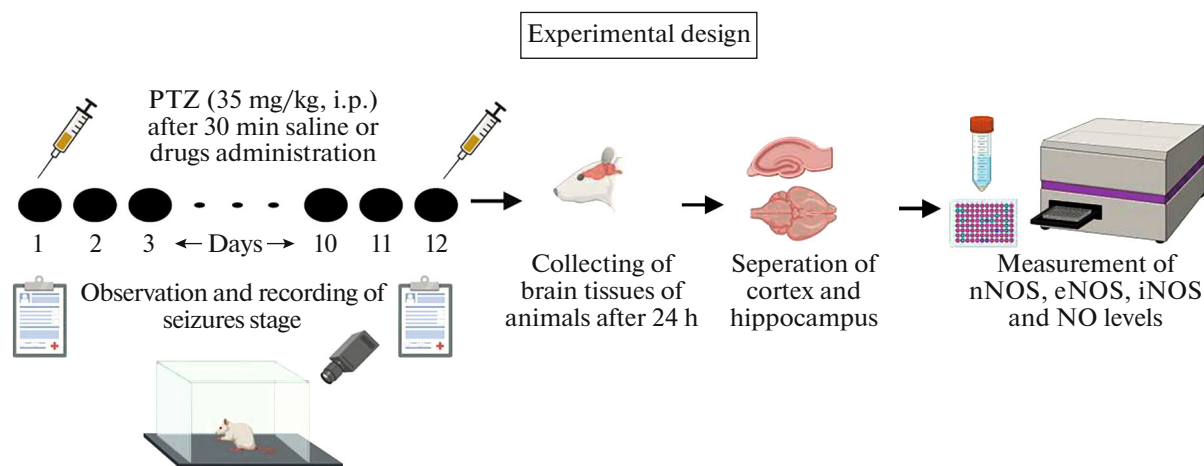 Experimental design
PTZ (35 mg/kg, i.p.)
after 30 min saline or
drugs administration
1 2 3 ←Days→ 10 11 12
Observation and recording of
seizures stage
Collecting of
brain tissues of
animals after 24 h
Seperation of
cortex and
hippocampus
Measurement of
nNOS, eNOS, iNOS
and NO levels